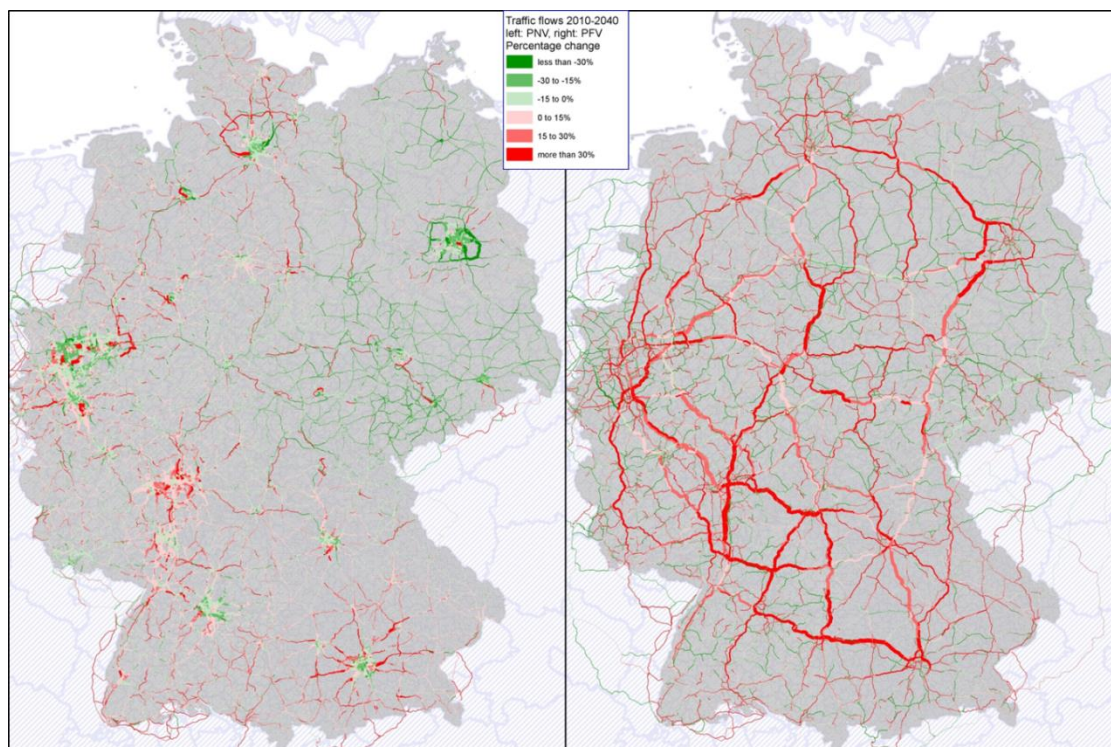 Traffic flows 2010-2040
left: PNV, right: PFV
Percentage change
less than -30%
-30 to -15%
-15 to 0%
0 to 15%
15 to 30%
more than 30%